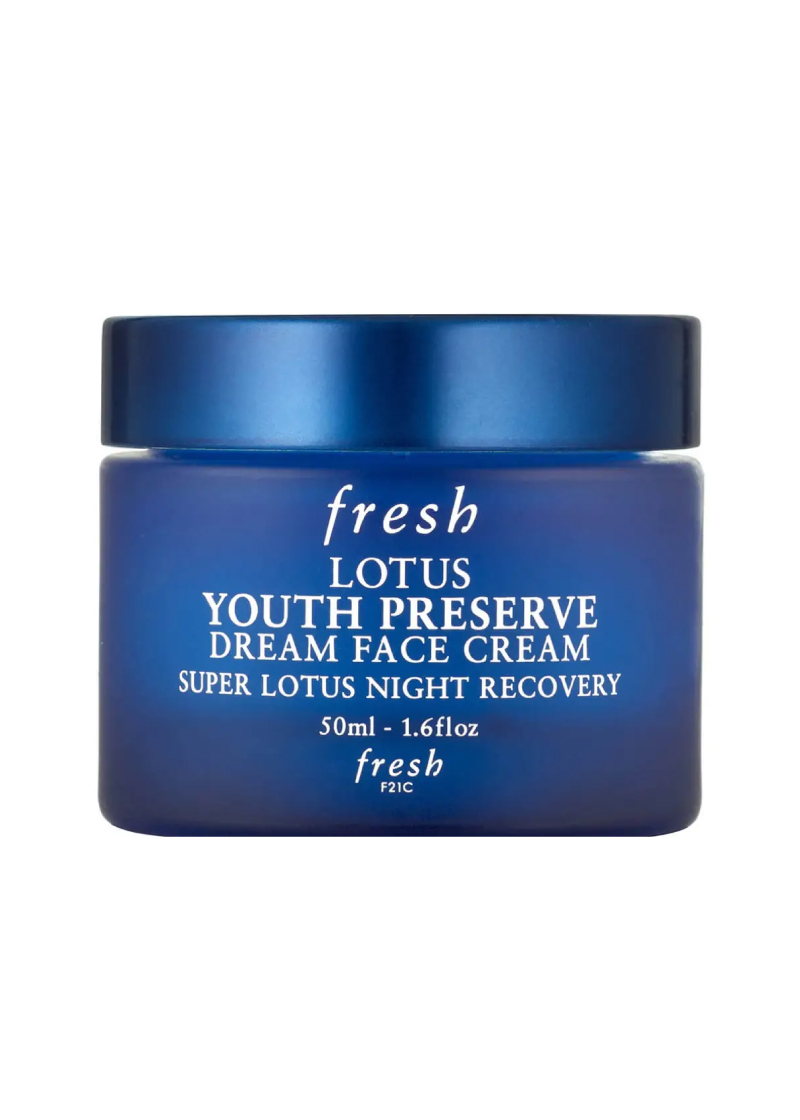 fresh
LOTUS
YOUTH PRESERVE
DREAM FACE CREAM
SUPER LOTUS NIGHT RECOVERY
50ml - 1.6floz
fresh
F21C